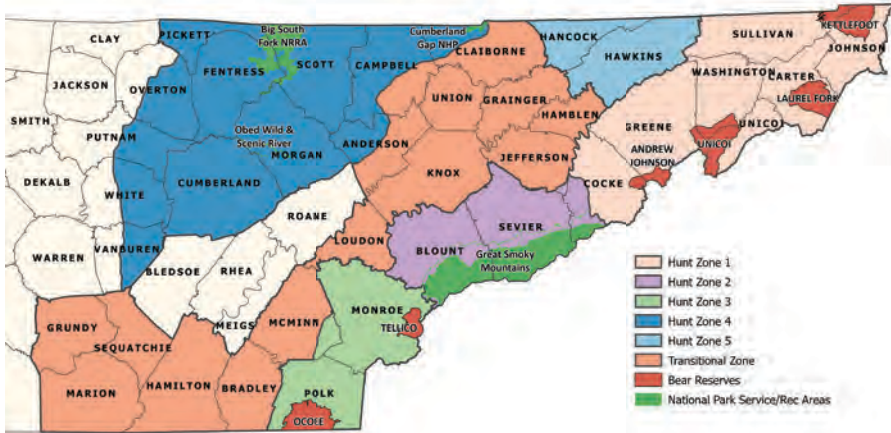 CLAY
PICKETT
Big South
Fork NRRA
Cumberland
Gap NHP
HANCOCK
SULLIVAN
KETTLEFOOT
JOHNSON
JACKSON
OVERTON
FENTRESS
SCOTT
CAMPBELL
CLAIBORNE
HAWKINS
WASHINGTON
CARTER
LAUREL FORK
SMITH
PUTNAM
UNION
GRAINGER
HAMBLEN
GREENE
UNICOI
UNICOI
Obed Wild &
Scenic River
MORGAN
ANDERSON
ANDREW
JOHNSON
DEKALB
WHITE
CUMBERLAND
KNOX
JEFFERSON
COCKE
ROANE
LOUDON
SEVIER
WARREN
VANBUREN
BLEDSOE
RHEA
BLOUNT
Great Smoky
Mountains
GRUNDY
SEQUATCHIE
MEIGS
MCMINN
MONROE
TELLICO
MARION
HAMILTON
BRADLEY
POLK
OCOEE
Hunt Zone 1
Hunt Zone 2
Hunt Zone 3
Hunt Zone 4
Hunt Zone 5
Transitional Zone
Bear Reserves
National Park Service/Rec Areas